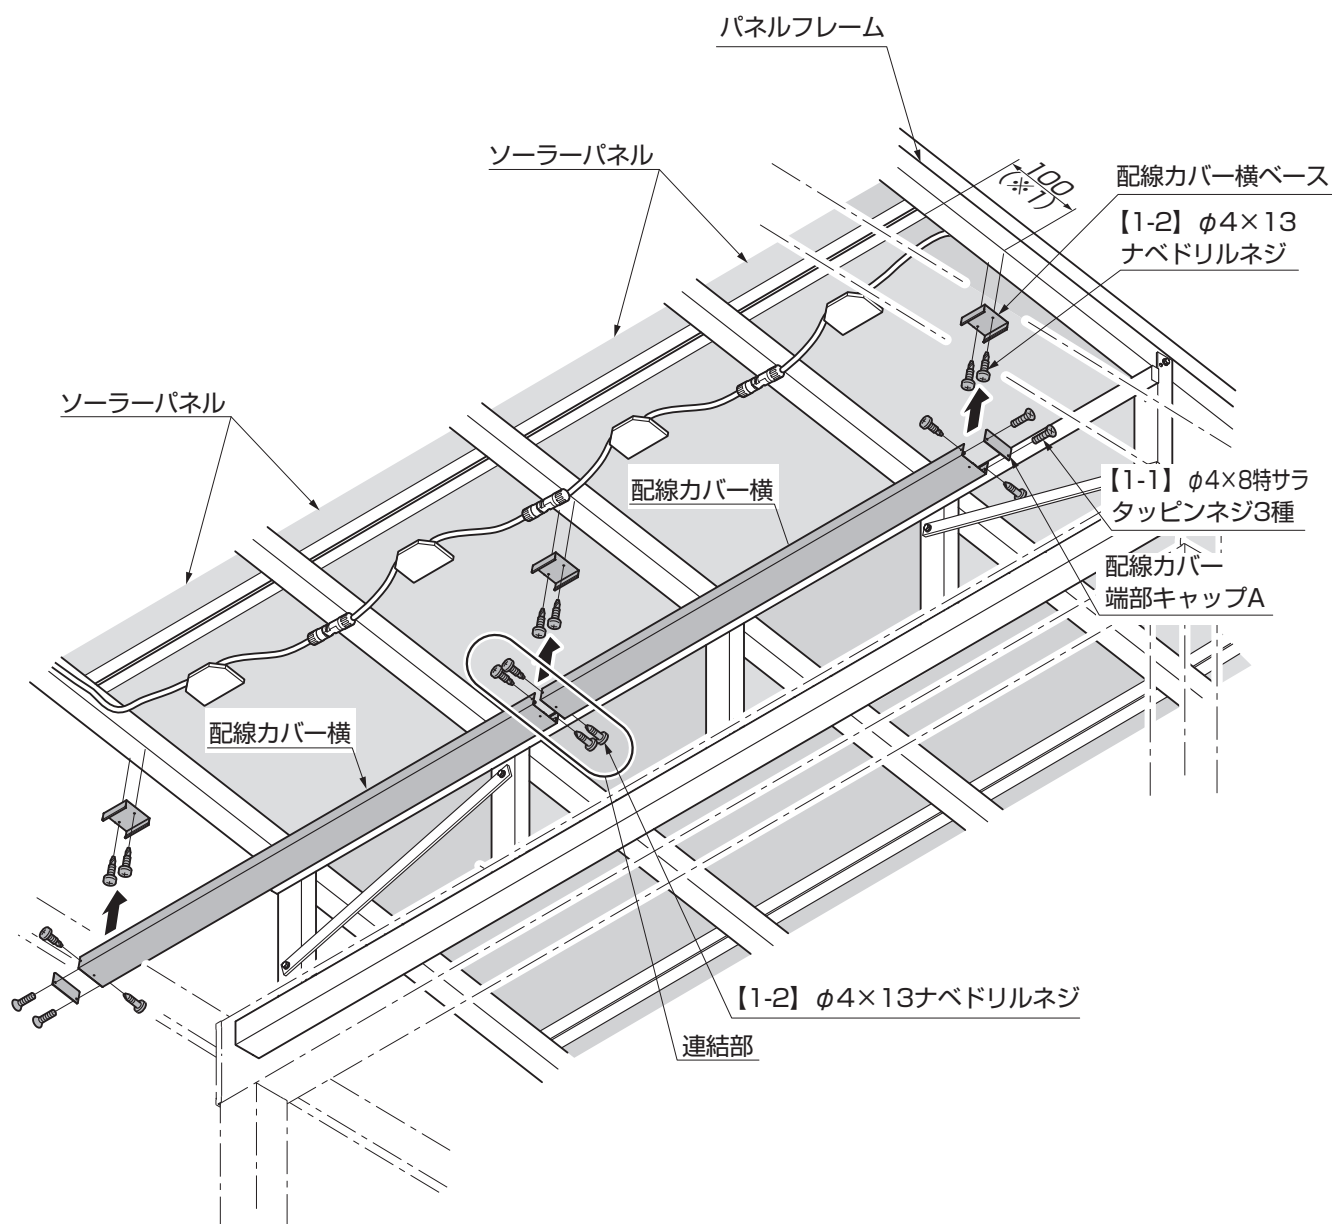 パネルフレーム
ソーラーパネル
100
(※1)
配線カバー横ベース
【1-2】φ4×13
ナベドリルネジ
ソーラーパネル
配線カバー横
【1-1】φ4×8特サラ
タッピンネジ3種
配線カバー
端部キャップA
配線カバー横
【1-2】φ4×13ナベドリルネジ
連結部